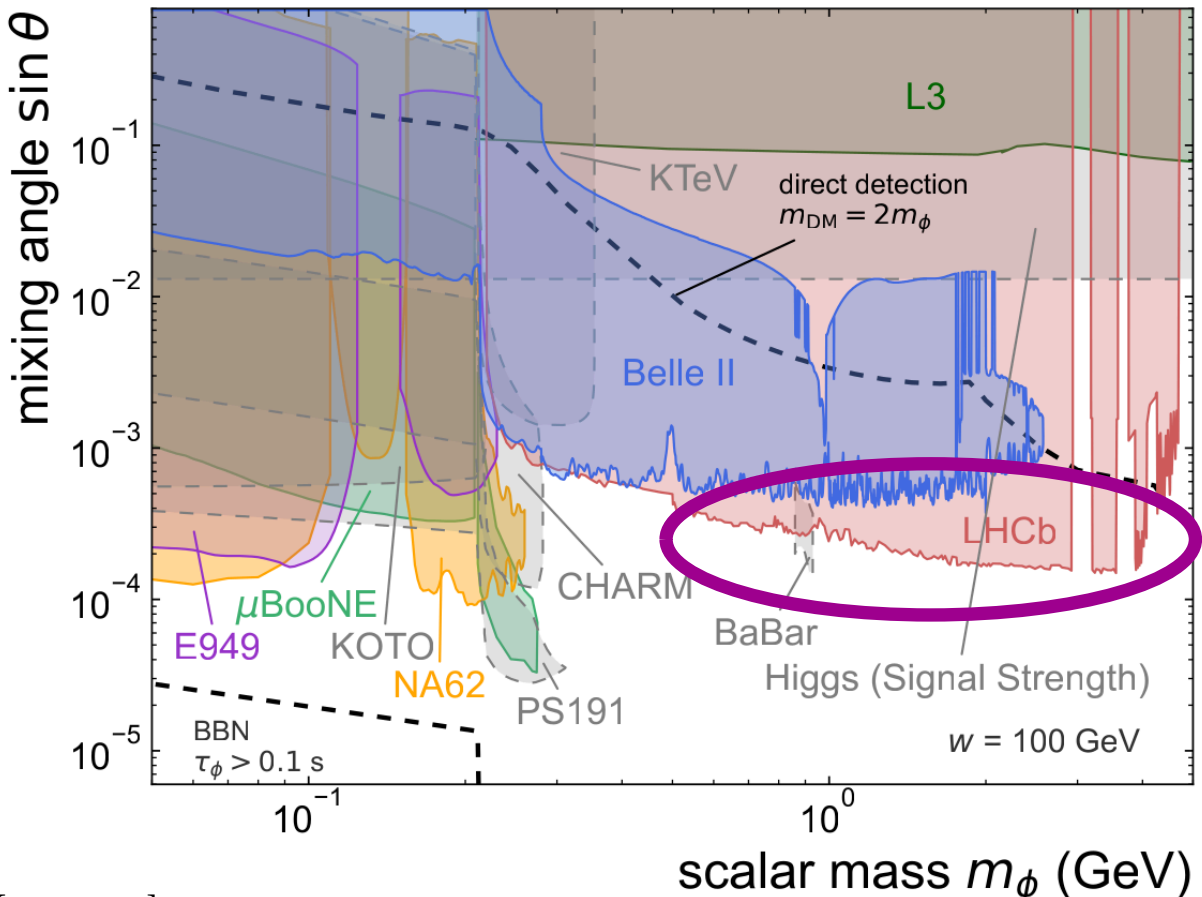 mixing angle sin θ
10⁻¹
10⁻²
10⁻³
10⁻⁴
10⁻⁵
L3
KTeV
direct detection
m_DM = 2m_ϕ
Belle II
LHCb
CHARM
μBooNE
BaBar
E949
KOTO
NA62
Higgs (Signal Strength)
PS191
BBN
τ_ϕ > 0.1 s
w = 100 GeV
10⁻¹
10⁰
scalar mass m_ϕ (GeV)